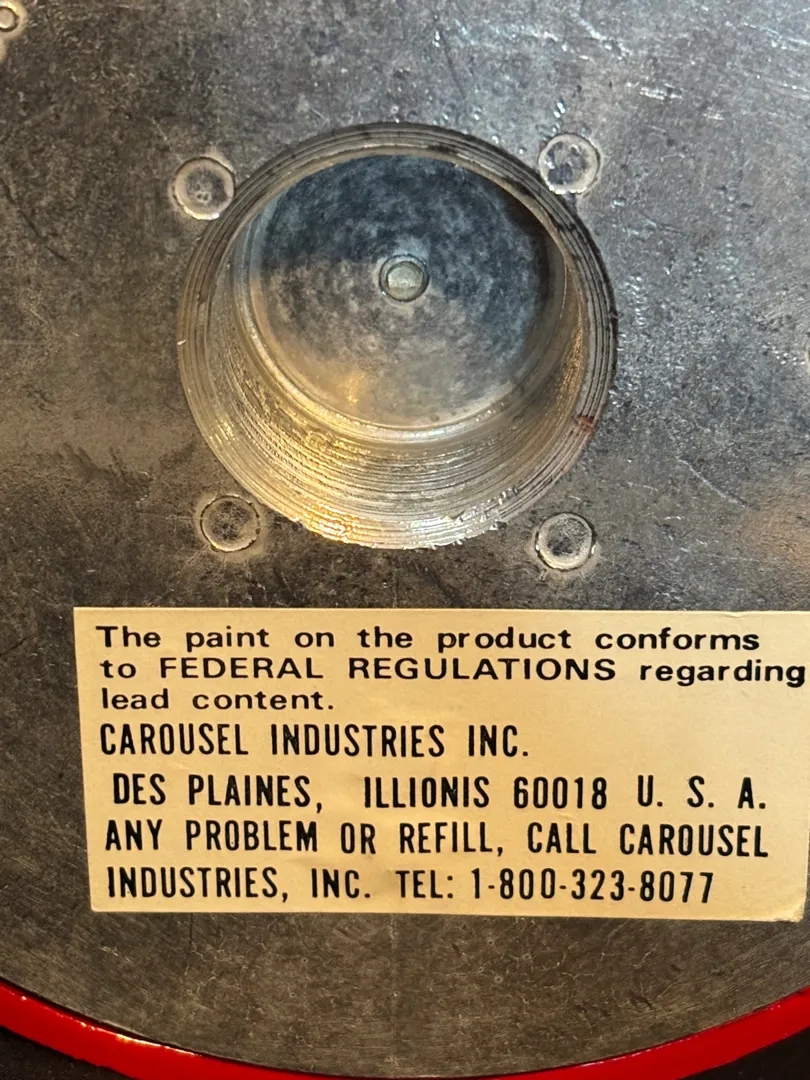 The paint on the product conforms
to FEDERAL REGULATIONS regarding
lead content.
CAROUSEL INDUSTRIES INC.
DES PLAINES, ILLIONIS 60018 U. S. A.
ANY PROBLEM OR REFILL, CALL CAROUSEL
INDUSTRIES, INC. TEL: 1-800-323-8077